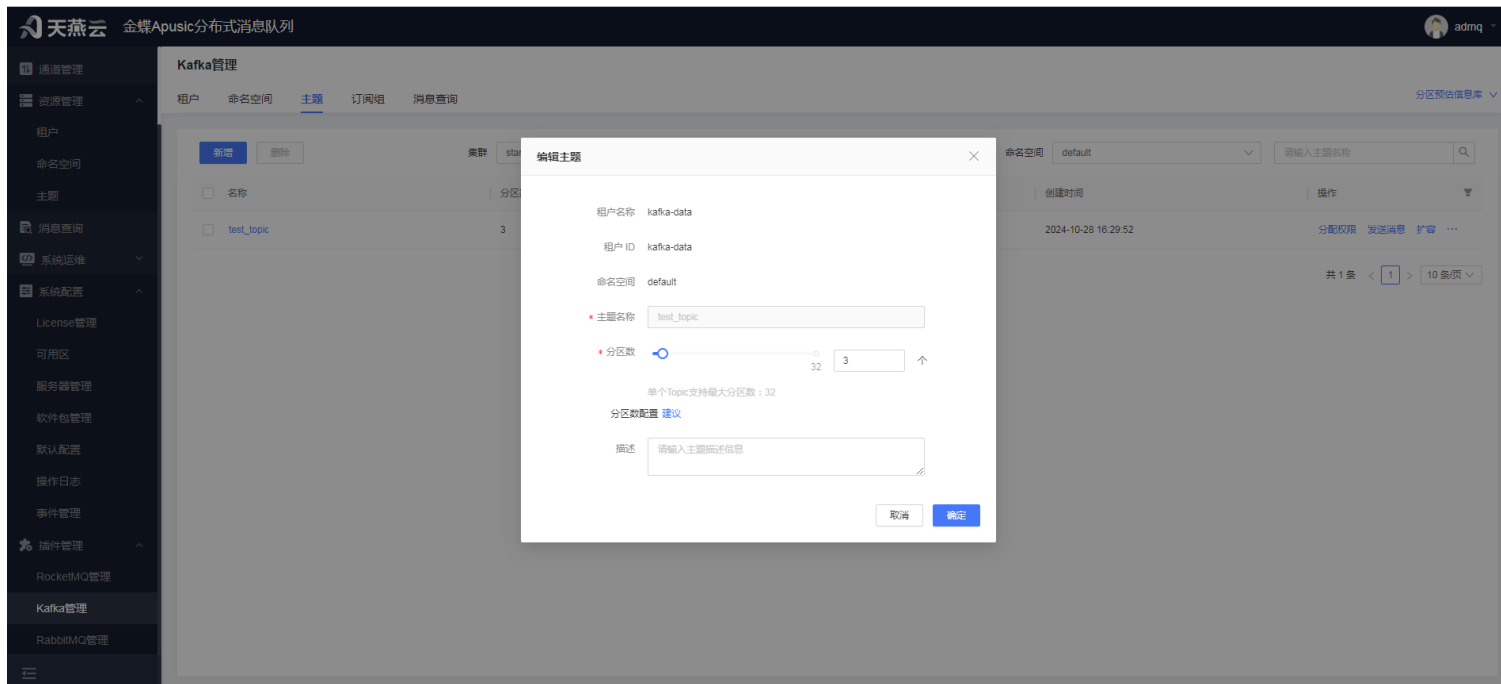 天燕云 金蝶Apusic分布式消息队列 admq
通道管理
资源管理
租户
命名空间
主题
消息查询
系统运维
系统配置
License管理
可用区
服务器管理
软件包管理
默认配置
操作日志
事件管理
插件管理
RocketMQ管理
Kafka管理
RabbitMQ管理
Kafka管理
租户 命名空间 主题 订阅组 消息查询 分区预估信息库
新增 删除 集群 命名空间 default 请输入主题名称
名称 创建时间 操作
test_topic 3 2024-10-28 16:29:52 分配权限 发送消息 扩容 ···
共 1 条 < 1 > 10 条/页
编辑主题
租户名称 kafka-data
租户 ID kafka-data
命名空间 default
* 主题名称 test_topic
* 分区数 32 3 个
单个Topic支持最大分区数：32
分区数配置 建议
描述 请输入主题描述信息
取消 确定